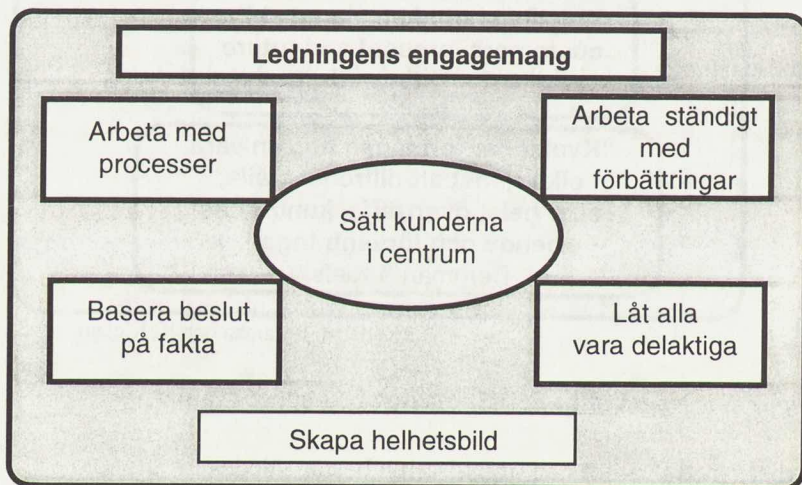 Ledningens engagemang
Arbeta med
processer
Arbeta ständigt
med
förbättringar
Sätt kunderna
i centrum
Basera beslut
på fakta
Låt alla
vara delaktiga
Skapa helhetsbild